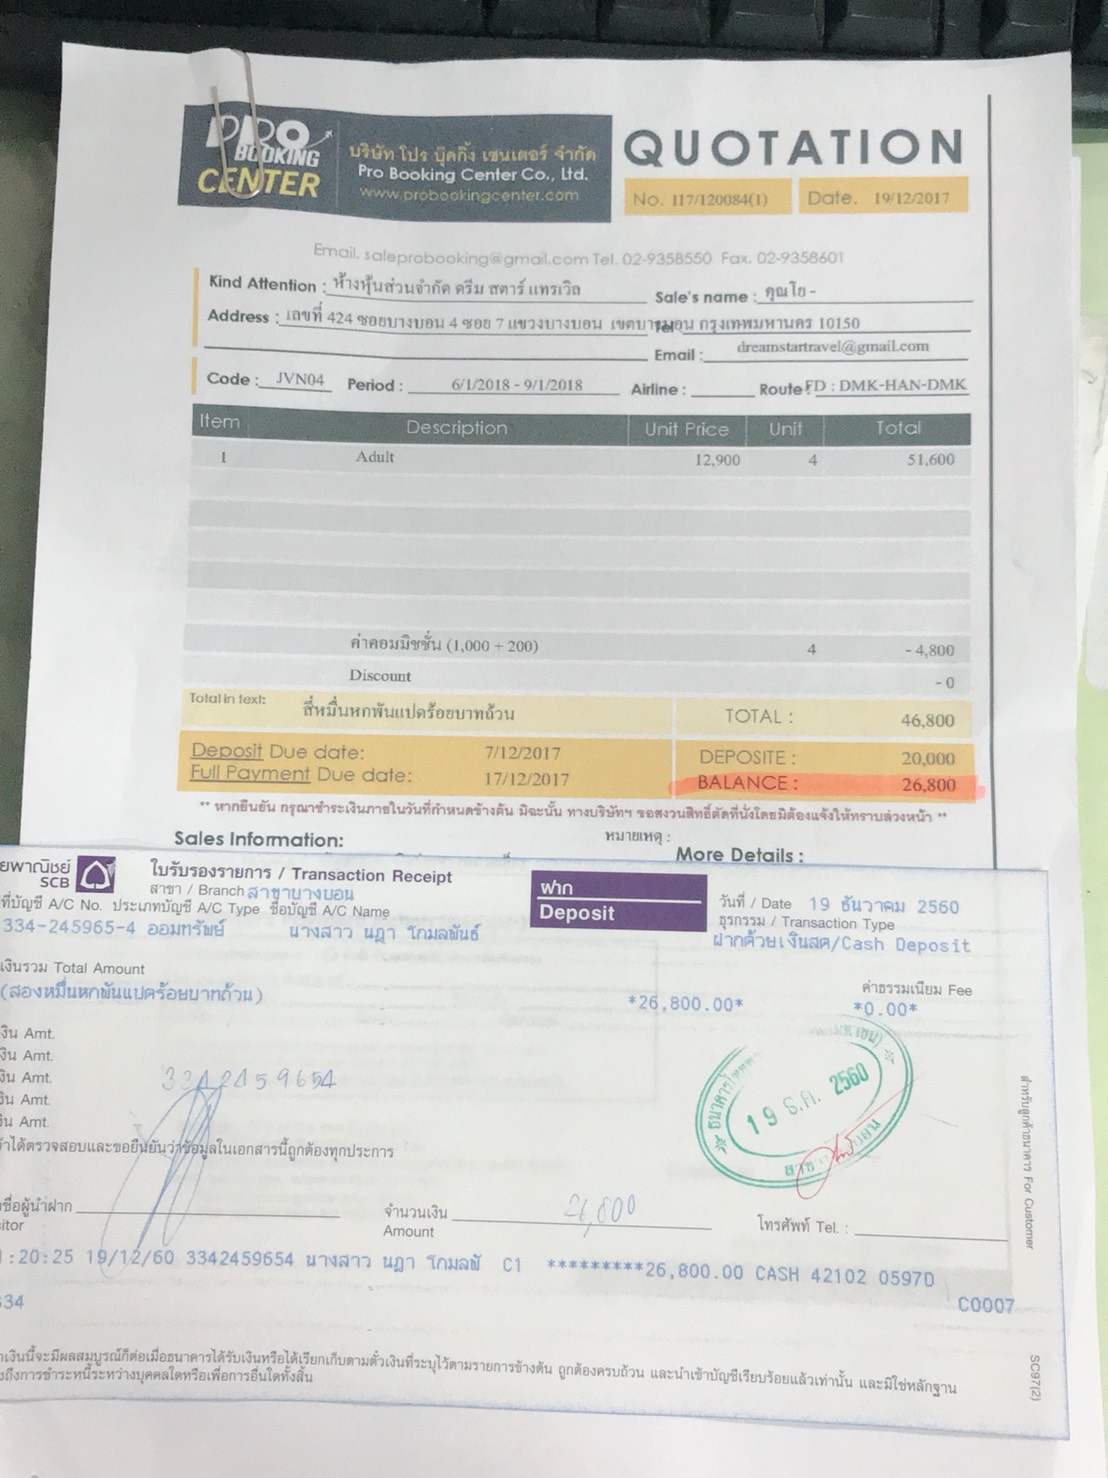 PRO
BOOKING
CENTER
บริษัท โปร บุ๊คกิ้ง เซนเตอร์ จำกัด
Pro Booking Center Co., Ltd.
www.probookingcenter.com
QUOTATION
No. 117/120084(1) Date. 19/12/2017
Email. saleprobooking@gmail.com Tel. 02-9358550 Fax. 02-9358601
Kind Attention : ห้างหุ้นส่วนจำกัด ดรีม สตาร์ แทรเวิล Sale's name : คุณโย -
Address : เลขที่ 424 ซอยบางบอน 4 ซอย 7 แขวงบางบอน เขตบางบอน กรุงเทพมหานคร 10150
Email : dreamstartravel@gmail.com
Code : JVN04 Period : 6/1/2018 - 9/1/2018 Airline : Route : FD : DMK-HAN-DMK
Item Description Unit Price Unit Total
1 Adult 12,900 4 51,600
ค่าคอมมิชชั่น (1,000 + 200) 4 - 4,800
Discount - 0
Total in text: สี่หมื่นหกพันแปดร้อยบาทถ้วน TOTAL : 46,800
Deposit Due date: 7/12/2017 DEPOSITE : 20,000
Full Payment Due date: 17/12/2017 BALANCE : 26,800
** หากยืนยัน กรุณาชำระเงินภายในวันที่กำหนดข้างต้น มิฉะนั้น ทางบริษัทฯ ขอสงวนสิทธิ์ตัดที่นั่งโดยมิต้องแจ้งให้ทราบล่วงหน้า **
Sales Information: หมายเหตุ :
More Details :
ยพาณิชย์
SCB
ใบรับรองรายการ / Transaction Receipt
สาขา / Branch สาขาบางบอน
ที่บัญชี A/C No. ประเภทบัญชี A/C Type ชื่อบัญชี A/C Name
334-245965-4 ออมทรัพย์ นางสาว นฎา โกมลพันธ์
ฝาก
Deposit
วันที่ / Date 19 ธันวาคม 2560
ธุรกรรม / Transaction Type
ฝากด้วยเงินสด/Cash Deposit
เงินรวม Total Amount
(สองหมื่นหกพันแปดร้อยบาทถ้วน) *26,800.00*
ค่าธรรมเนียม Fee
*0.00*
งิน Amt.
งิน Amt.
งิน Amt.
งิน Amt.
งิน Amt.
3342459654
19 ธ.ค. 2560
ได้ตรวจสอบและขอยืนยันว่าข้อมูลในเอกสารนี้ถูกต้องทุกประการ
ชื่อผู้นำฝาก
itor
จำนวนเงิน 26,800
Amount
โทรศัพท์ Tel. :
:20:25 19/12/60 3342459654 นางสาว นฎา โกมลพั C1 *********26,800.00 CASH 42102 0597D
34 C0007
เงินนี้จะมีผลสมบูรณ์ก็ต่อเมื่อธนาคารได้รับเงินหรือได้เรียกเก็บตามตั๋วเงินที่ระบุไว้ตามรายการข้างต้น ถูกต้องครบถ้วน และนำเข้าบัญชีเรียบร้อยแล้วเท่านั้น และมิใช่หลักฐาน
ถึงการชำระหนี้ระหว่างบุคคลใดหรือเพื่อการอื่นใดทั้งสิ้น
สำหรับลูกค้าธนาคาร For Customer
SC97(2)